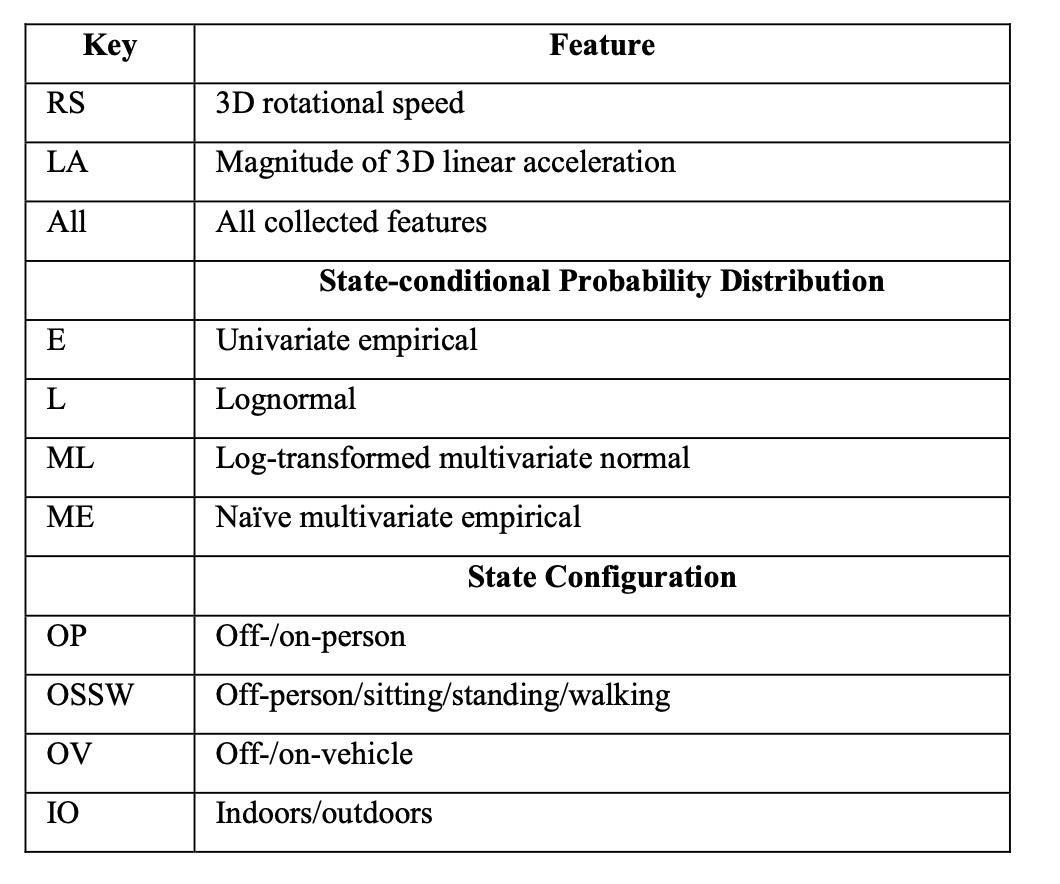 Key Feature
RS 3D rotational speed
LA Magnitude of 3D linear acceleration
All All collected features
State-conditional Probability Distribution
E Univariate empirical
L Lognormal
ML Log-transformed multivariate normal
ME Naïve multivariate empirical
State Configuration
OP Off-/on-person
OSSW Off-person/sitting/standing/walking
OV Off-/on-vehicle
IO Indoors/outdoors